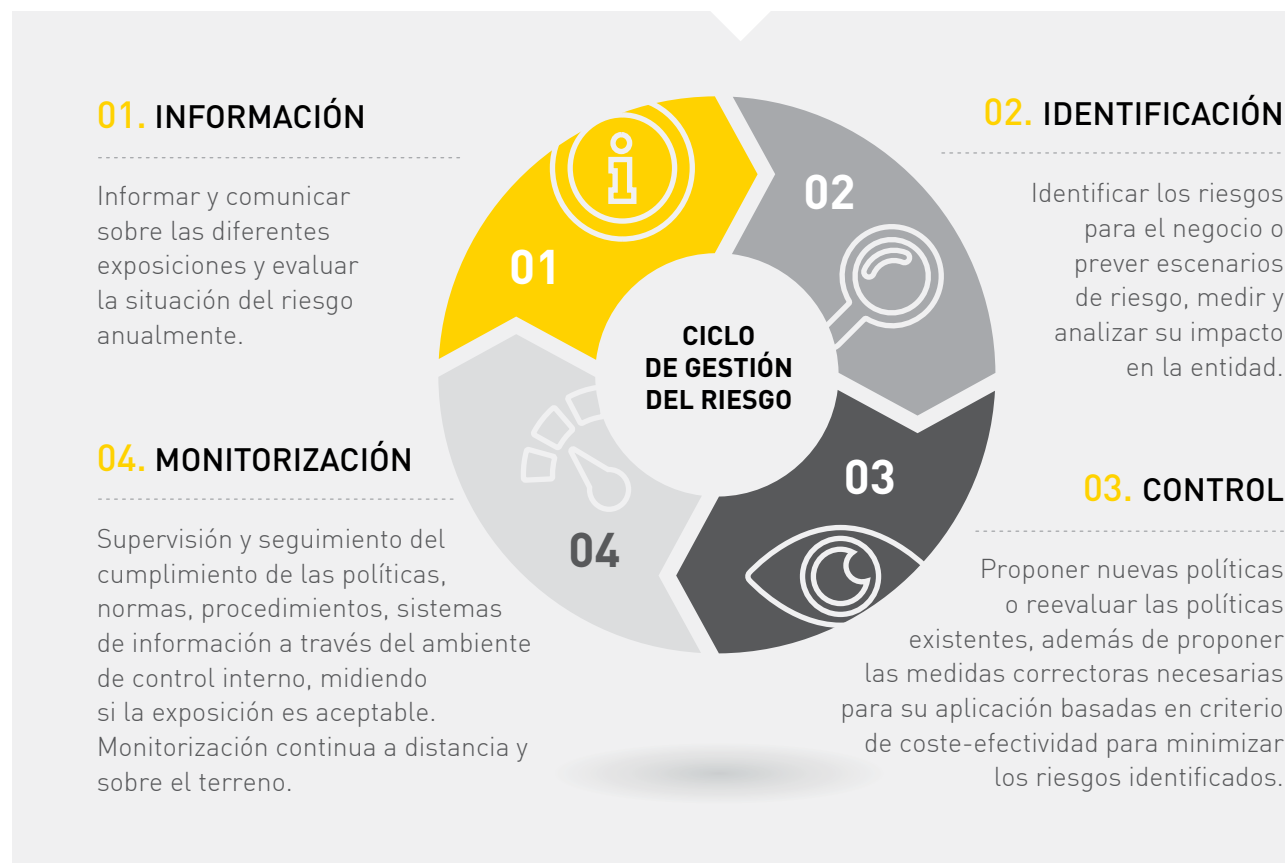 01. INFORMACIÓN
Informar y comunicar
sobre las diferentes
exposiciones y evaluar
la situación del riesgo
anualmente.
02. IDENTIFICACIÓN
Identificar los riesgos
para el negocio o
prever escenarios
de riesgo, medir y
analizar su impacto
en la entidad.
01
02
03
04
CICLO
DE GESTIÓN
DEL RIESGO
03. CONTROL
Proponer nuevas políticas
o reevaluar las políticas
existentes, además de proponer
las medidas correctoras necesarias
para su aplicación basadas en criterio
de coste-efectividad para minimizar
los riesgos identificados.
04. MONITORIZACIÓN
Supervisión y seguimiento del
cumplimiento de las políticas,
normas, procedimientos, sistemas
de información a través del ambiente
de control interno, midiendo
si la exposición es aceptable.
Monitorización continua a distancia y
sobre el terreno.